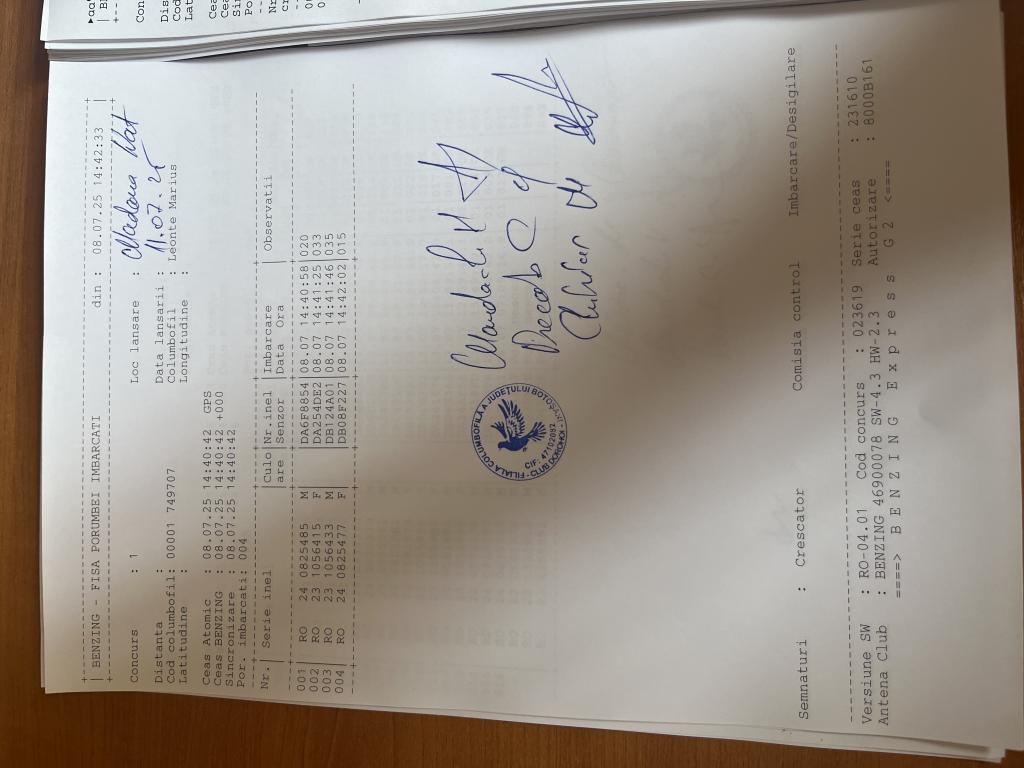 | BENZING - FISA PORUMBEI IMBARCATI din : 08.07.25 14:42:33 |
Concurs : 1 Loc lansare :
Distanta : Data lansarii : 11.07.25
Cod columbofil: 00001 749707 Columbofil : Leonte Marius
Latitudine : Longitudine :
Ceas Atomic : 08.07.25 14:40:42 GPS
Ceas BENZING : 08.07.25 14:40:42 +000
Sincronizare : 08.07.25 14:40:42
Por. imbarcati: 004
Nr. | Serie inel |Culo|Nr.inel |Imbarcare | Observatii
|are |Senzor |Data Ora |
001| RO 24 0825485 M| |DA6F8854|08.07 14:40:58|020
002| RO 23 1056415 F| |DA254DE2|08.07 14:41:25|033
003| RO 23 1056433 M| |DB124A01|08.07 14:41:46|035
004| RO 24 0825477 F| |DB08F227|08.07 14:42:02|015
FILIALA COLUMBOFILA JUDEȚULUI BOTOȘANI
CIF: 47102082
- CLUB DOROHOI -
Semnaturi : Crescator Comisia control Imbarcare/Desigilare
Versiune SW : RO-04.01 Cod concurs : 023619 Serie ceas : 231610
Antena Club : BENZING 46900078 SW-4.3 HW-2.3 Autorizare : 8000B161
====> B E N Z I N G E x p r e s s G 2 <====